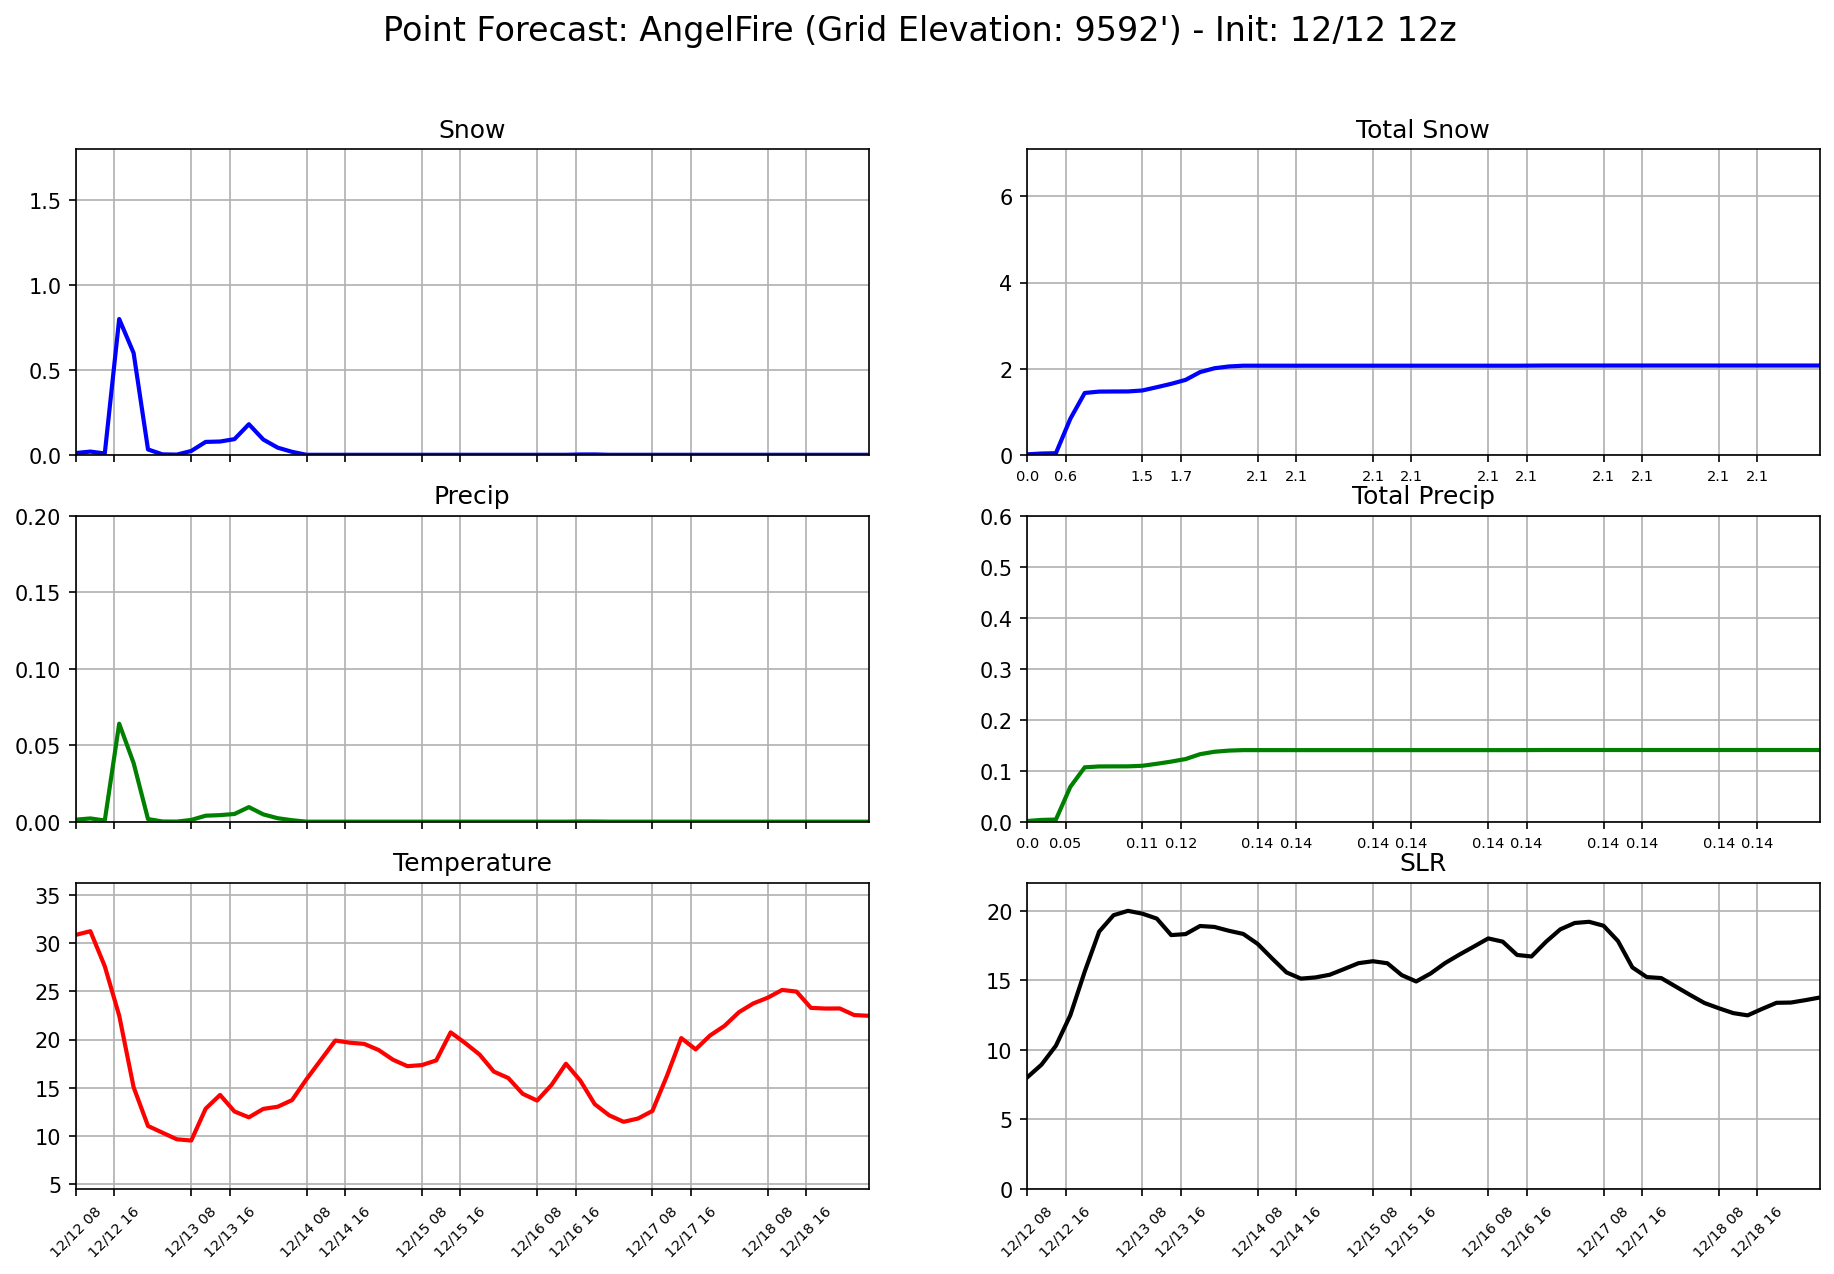 Point Forecast: AngelFire (Grid Elevation: 9592') - Init: 12/12 12z
Snow
1.5
1.0
0.5
0.0
Total Snow
6
4
2
0
0.0 0.6 1.5 1.7 2.1 2.1 2.1 2.1 2.1 2.1 2.1 2.1 2.1 2.1
Precip
0.20
0.15
0.10
0.05
0.00
Total Precip
0.6
0.5
0.4
0.3
0.2
0.1
0.0
0.0 0.05 0.11 0.12 0.14 0.14 0.14 0.14 0.14 0.14 0.14 0.14 0.14 0.14
Temperature
35
30
25
20
15
10
5
12/12 08 12/12 16 12/13 08 12/13 16 12/14 08 12/14 16 12/15 08 12/15 16 12/16 08 12/16 16 12/17 08 12/17 16 12/18 08 12/18 16
SLR
20
15
10
5
0
12/12 08 12/12 16 12/13 08 12/13 16 12/14 08 12/14 16 12/15 08 12/15 16 12/16 08 12/16 16 12/17 08 12/17 16 12/18 08 12/18 16